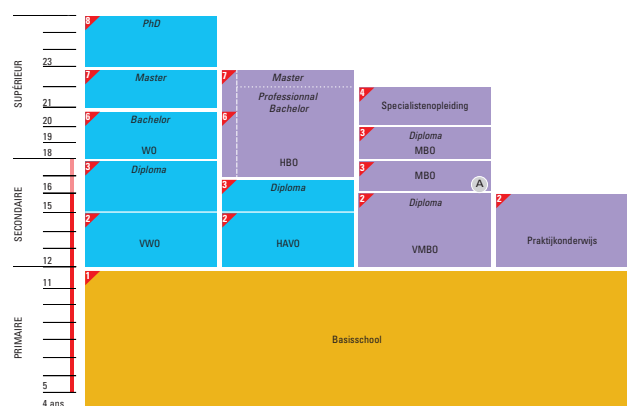 SUPÉRIEUR
SECONDAIRE
PRIMAIRE
23
21
20
19
18
16
15
12
11
5
4 ans
8
PhD
7
Master
6
Bachelor
WO
3
Diploma
2
VWO
7
Master
Professionnal
Bachelor
6
HBO
3
Diploma
2
HAVO
4
Specialistenopleiding
3
Diploma
MBO
3
MBO
A
2
Diploma
VMBO
2
Praktijkonderwijs
1
Basisschool